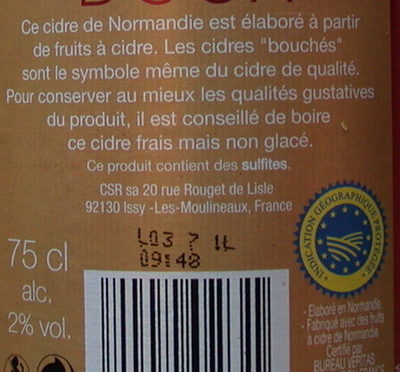 DOUX
Ce cidre de Normandie est élaboré à partir
de fruits à cidre. Les cidres "bouchés"
sont le symbole même du cidre de qualité.
Pour conserver au mieux les qualités gustatives
du produit, il est conseillé de boire
ce cidre frais mais non glacé.
Ce produit contient des sulfites.
CSR sa 20 rue Rouget de Lisle
92130 Issy -Les-Moulineaux, France
L03 7 1L
09:48
75 cl
alc.
2% vol.
INDICATION GÉOGRAPHIQUE PROTÉGÉE
- Elaboré en Normandie
- Fabriqué avec des fruits
à cidre de Normandie
Certifié par
BUREAU VERITAS
FRANCE